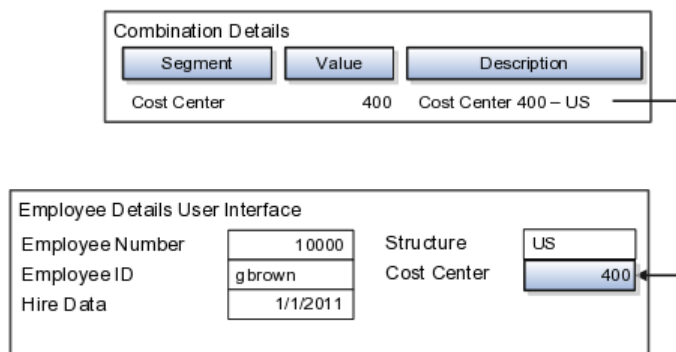 Combination Details
Segment Value Description
Cost Center 400 Cost Center 400 – US
Employee Details User Interface
Employee Number 10000 Structure US
Employee ID gbrown Cost Center 400
Hire Data 1/1/2011